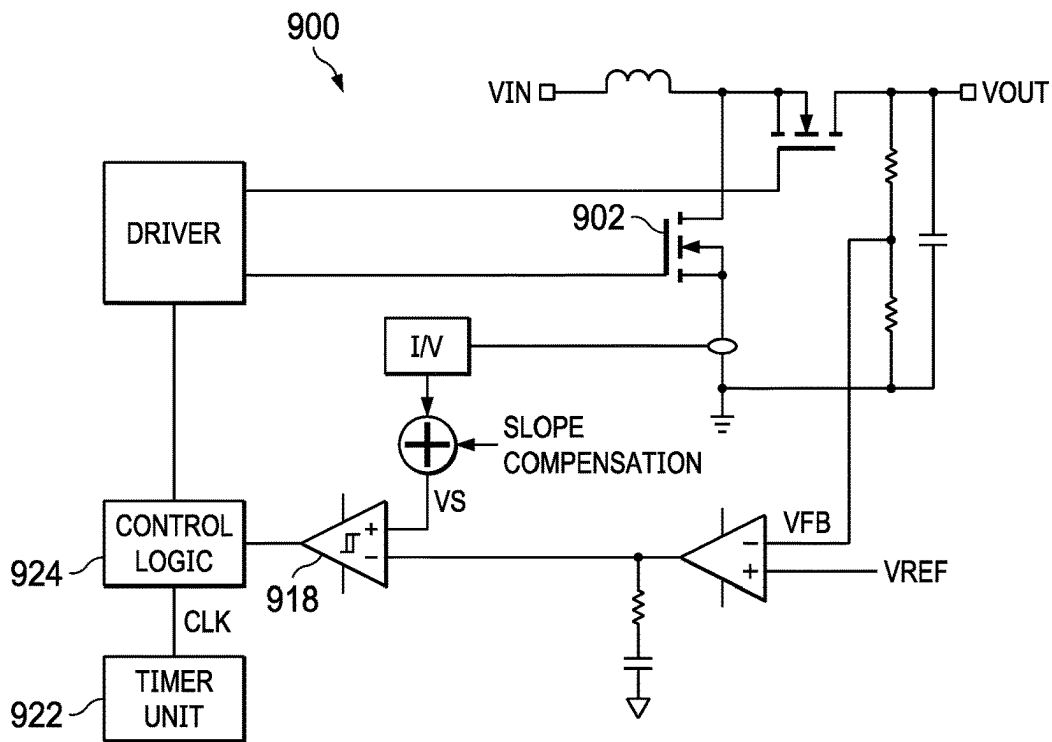 900
VIN
VOUT
DRIVER
902
I/V
SLOPE
COMPENSATION
VS
CONTROL
LOGIC
+
−
VFB
−
+
VREF
924
918
CLK
TIMER
UNIT
922